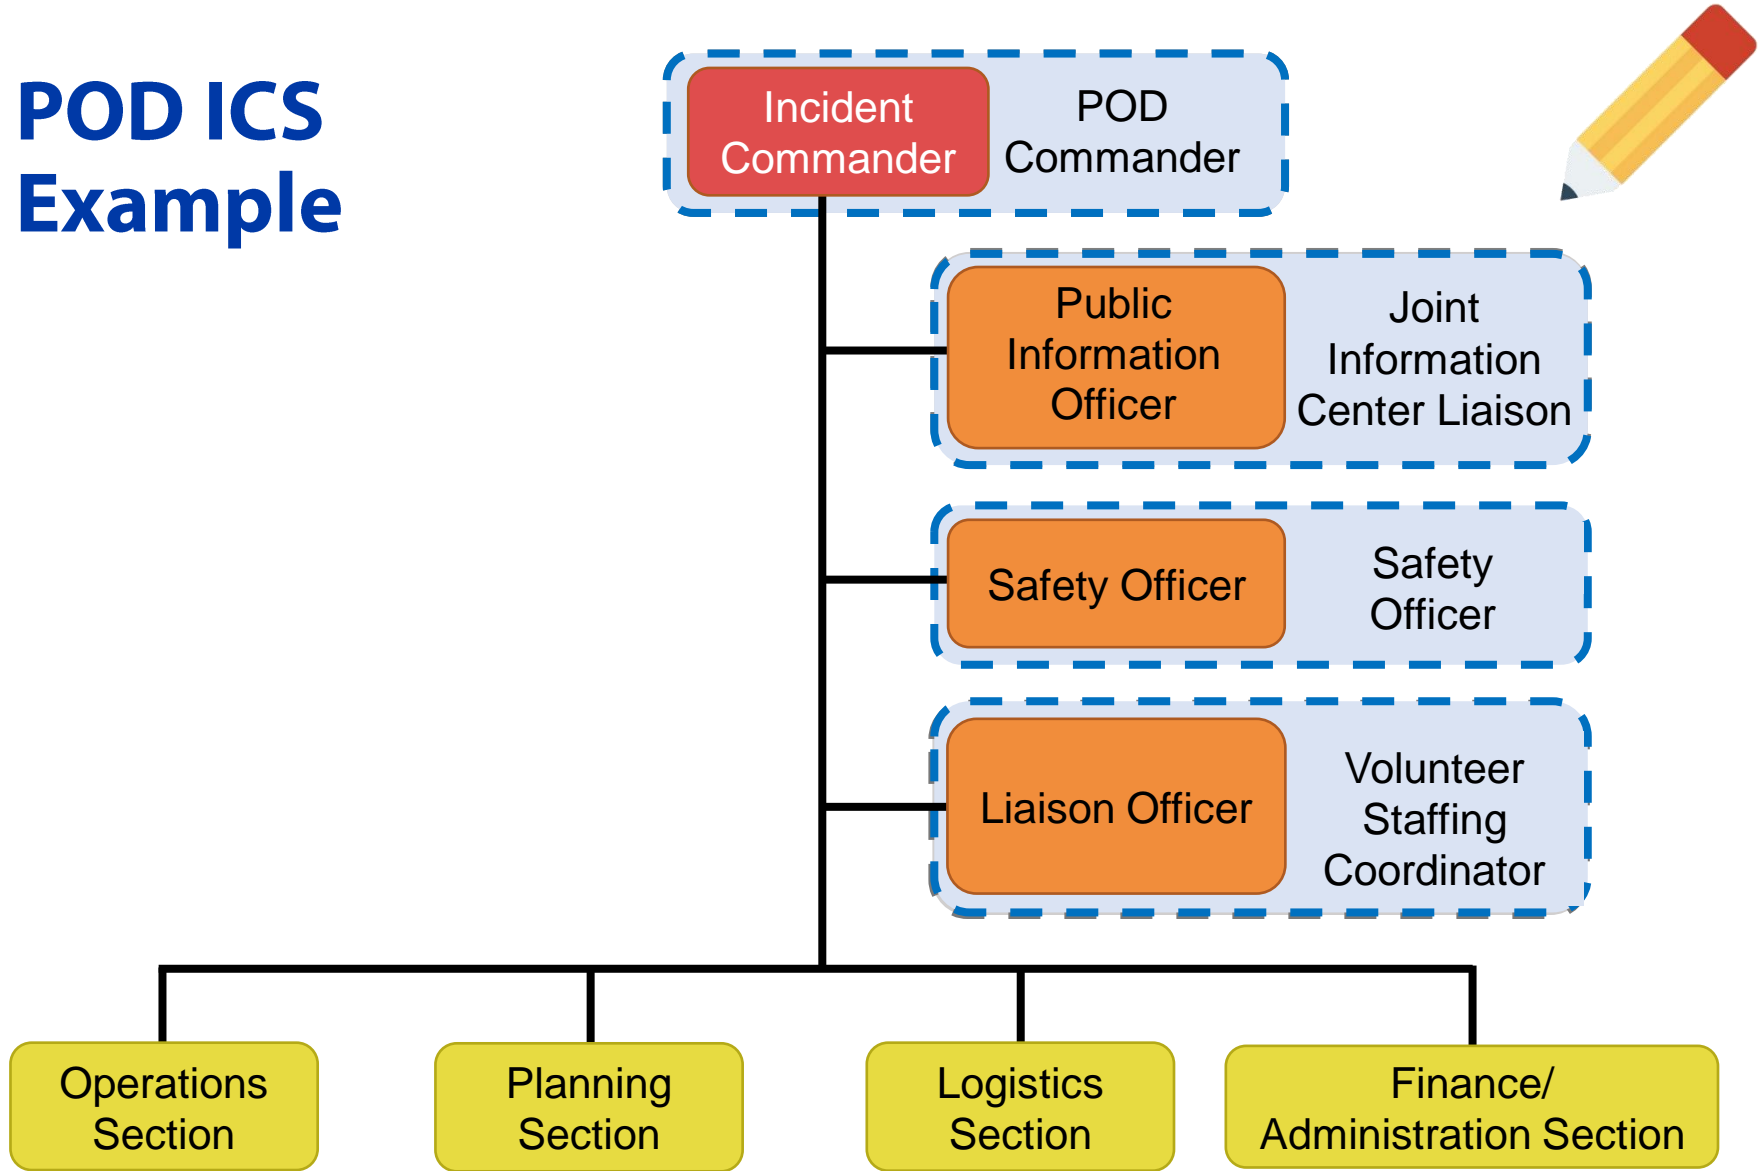 POD ICS
Example
Incident
Commander
POD
Commander
Public
Information
Officer
Joint
Information
Center Liaison
Safety Officer
Safety
Officer
Liaison Officer
Volunteer
Staffing
Coordinator
Operations
Section
Planning
Section
Logistics
Section
Finance/
Administration Section